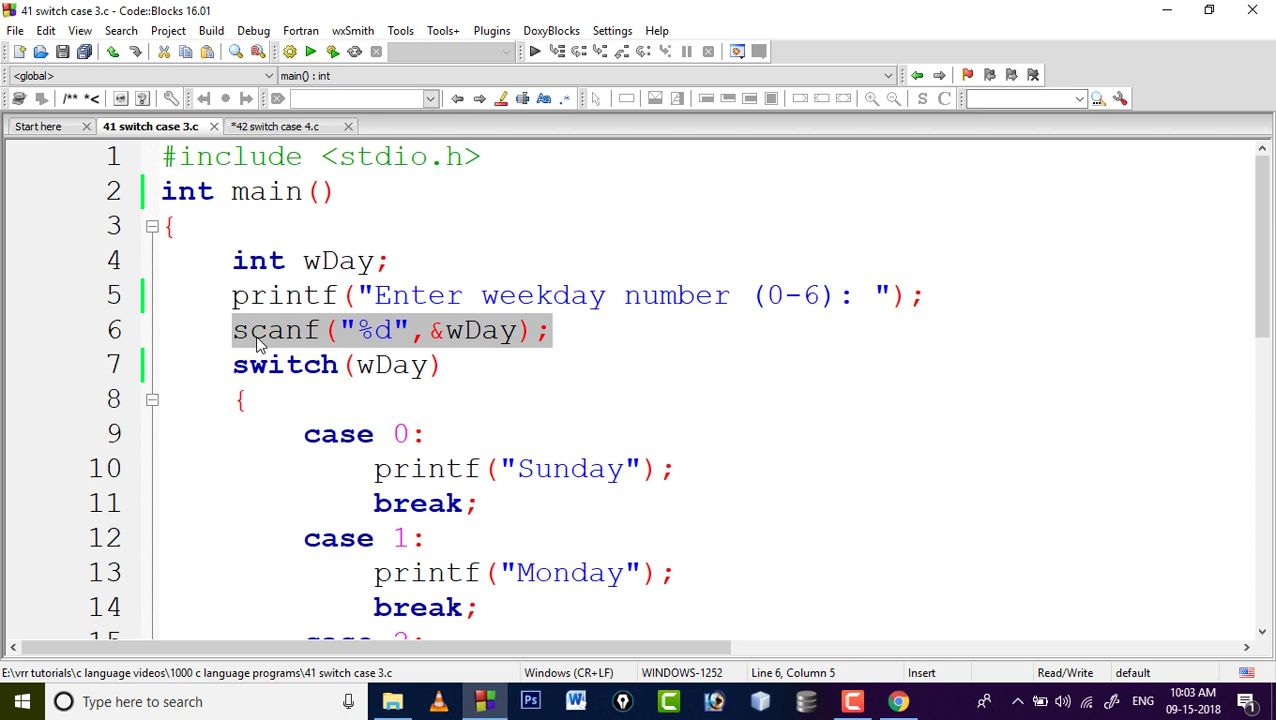 41 switch case 3.c - Code::Blocks 16.01
File Edit View Search Project Build Debug Fortran wxSmith Tools Tools+ Plugins DoxyBlocks Settings Help
<global> main() : int
/** *<
S C
Start here 41 switch case 3.c *42 switch case 4.c
1 #include <stdio.h>
2 int main()
3 {
4 int wDay;
5 printf("Enter weekday number (0-6): ");
6 scanf("%d",&wDay);
7 switch(wDay)
8 {
9 case 0:
10 printf("Sunday");
11 break;
12 case 1:
13 printf("Monday");
14 break;
15 case 2:
E:\vrr tutorials\c language videos\1000 c language programs\41 switch case 3.c Windows (CR+LF) WINDOWS-1252 Line 6, Column 5 Insert Read/Write default
Type here to search Ps ENG 10:03 AM
09-15-2018